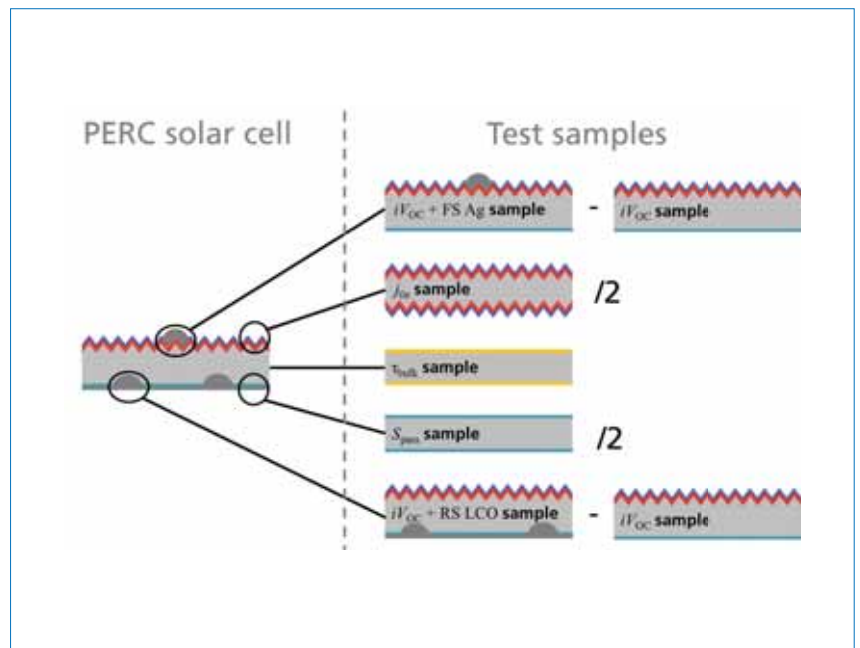 PERC solar cell
Test samples
iVOC + FS Ag sample
-
iVOC sample
j0e sample
/2
τbulk sample
Spass sample
/2
iVOC + RS LCO sample
-
iVOC sample